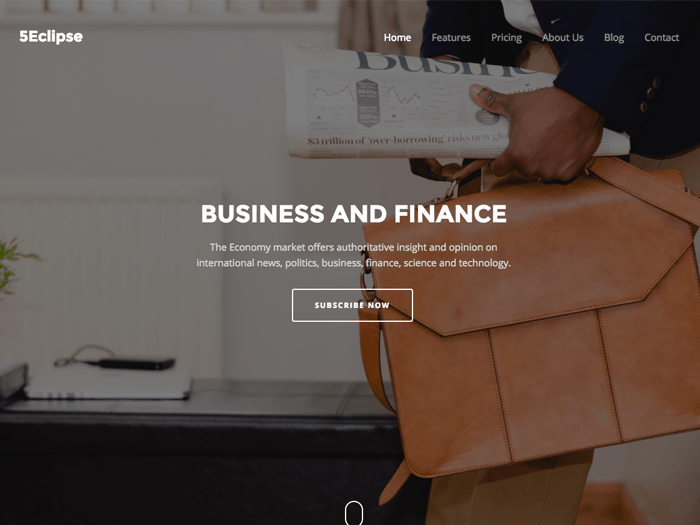 5Eclipse
Home Features Pricing About Us Blog Contact
Busin
$3 trillion of 'over-borrowing' risks new glo
BUSINESS AND FINANCE
The Economy market offers authoritative insight and opinion on
international news, politics, business, finance, science and technology.
SUBSCRIBE NOW